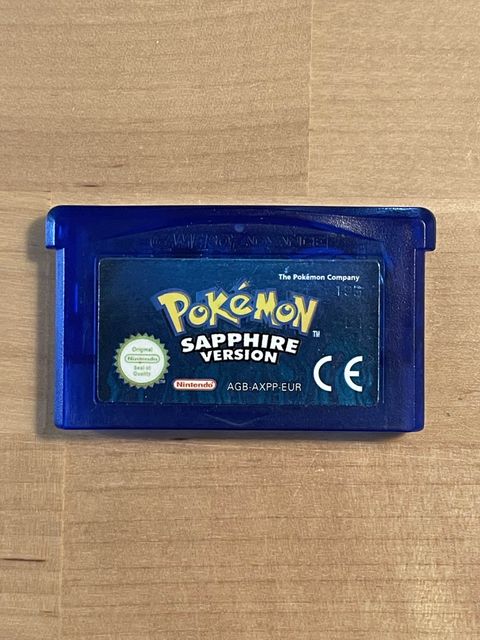 GAME BOY ADVANCE
The Pokémon Company
POKéMON
TM
SAPPHIRE
VERSION
Original
Nintendo
Seal of
Quality
Nintendo
AGB-AXPP-EUR
CE